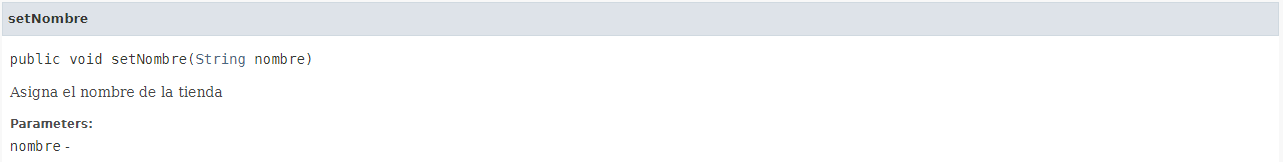 setNombre
public void setNombre(String nombre)
Asigna el nombre de la tienda
Parameters:
nombre -